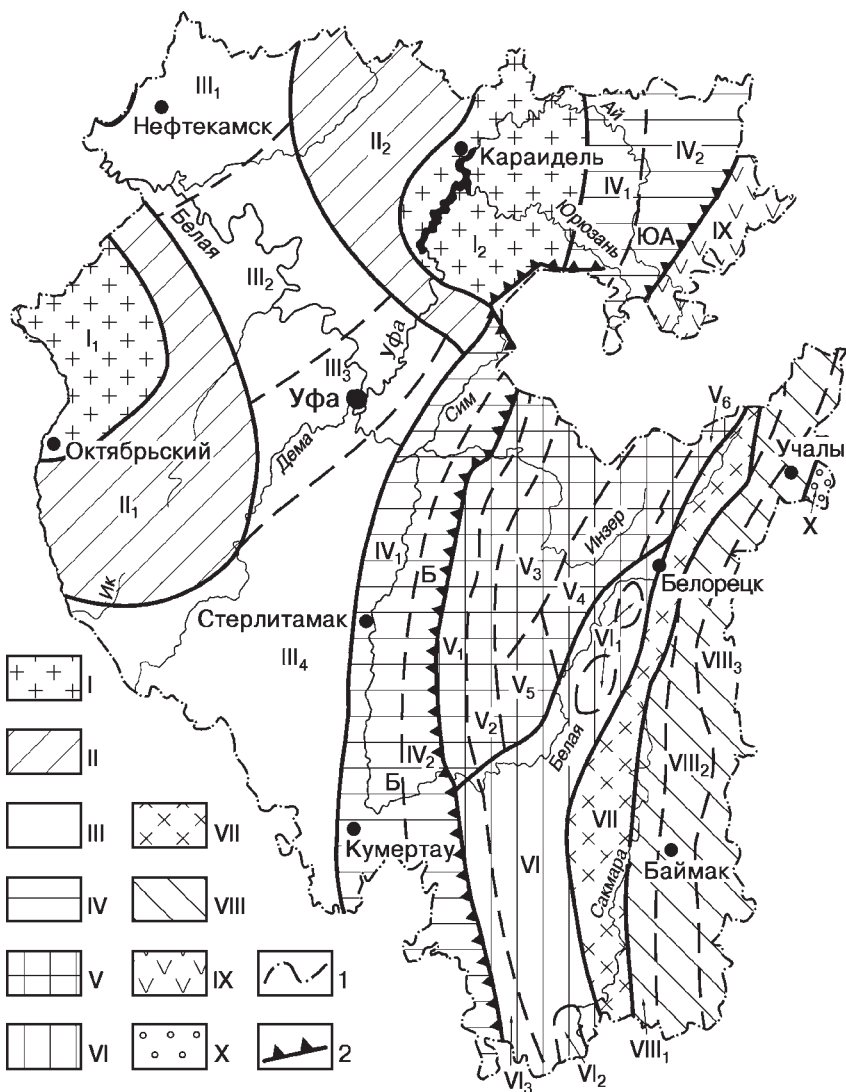 III₁
Нефтекамск
II₂
Караидель
Ай
IV₂
IV₁
Юрюзань
IX
ЮА
I₂
Белая
III₂
I₁
Уфа
III₃
Уфа
Сим
Дема
Октябрьский
II₁
Ик
V₆
Учалы
X
Инзер
IV₁
Б
V₃
V₄
Белорецк
Стерлитамак
III₄
V₁
VI₁
V₅
VIII₃
V₂
Белая
IV₂
Б
VIII₂
VII
Кумертау
VI
Сакмара
Баймак
I
II
III
VII
IV
VIII
V
IX
1
VI
X
2
VI₃
VI₂
VIII₁